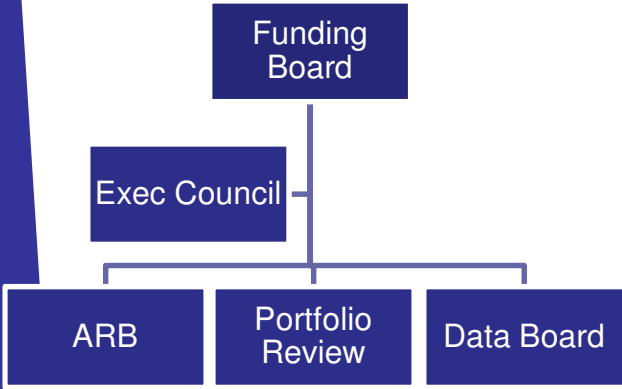 Funding
Board
Exec Council
ARB
Portfolio
Review
Data Board